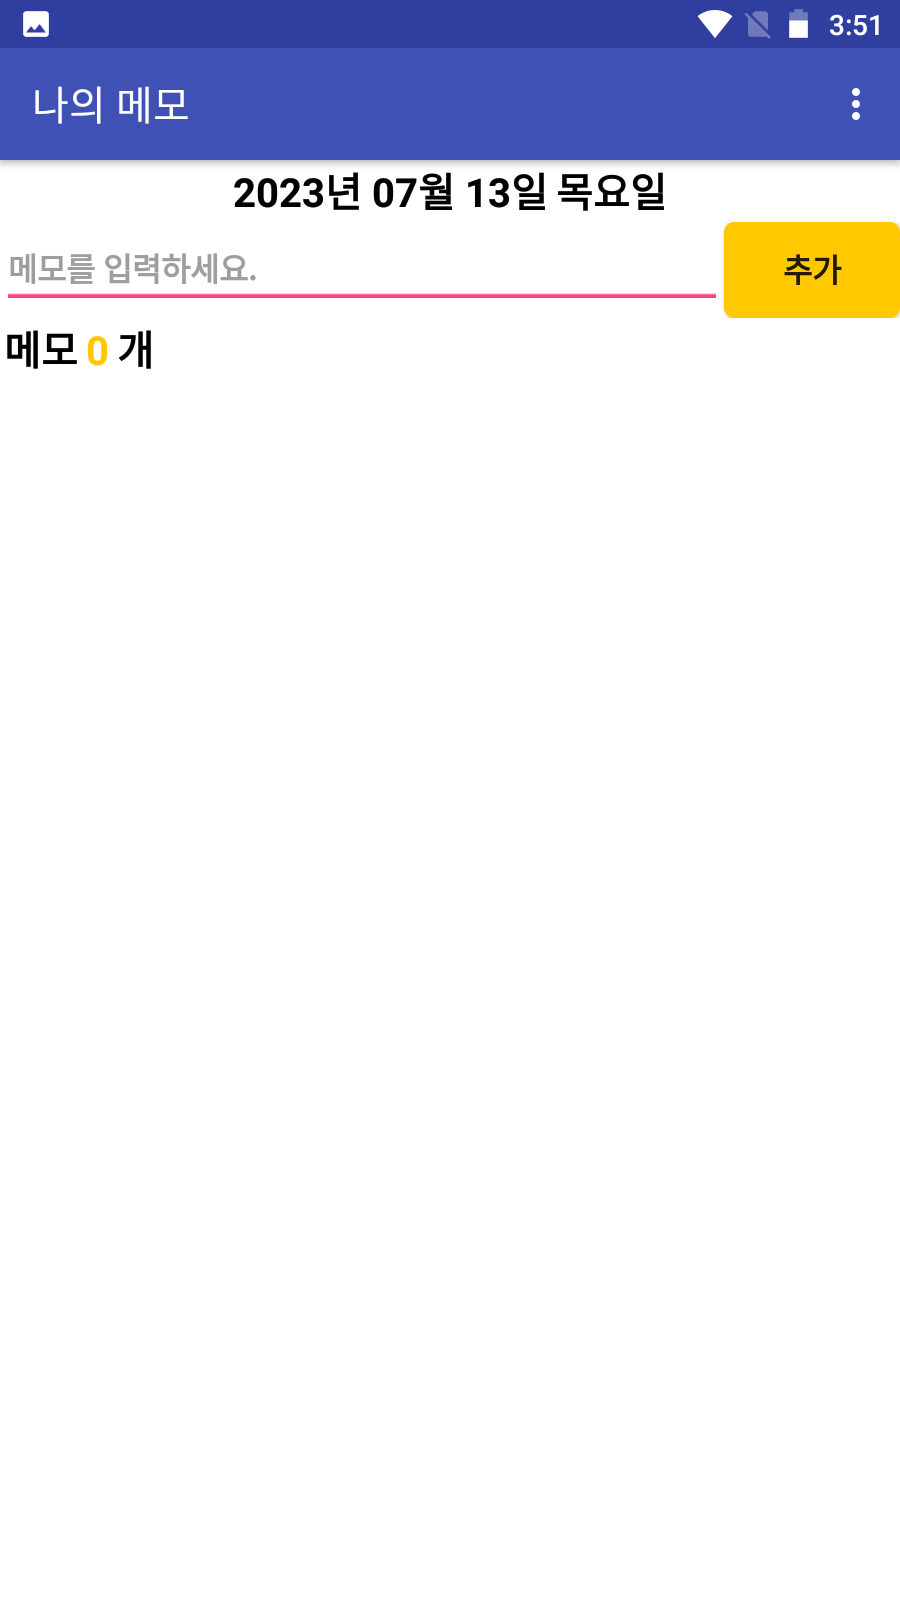 3:51
나의 메모
2023년 07월 13일 목요일
메모를 입력하세요.
추가
메모 0 개